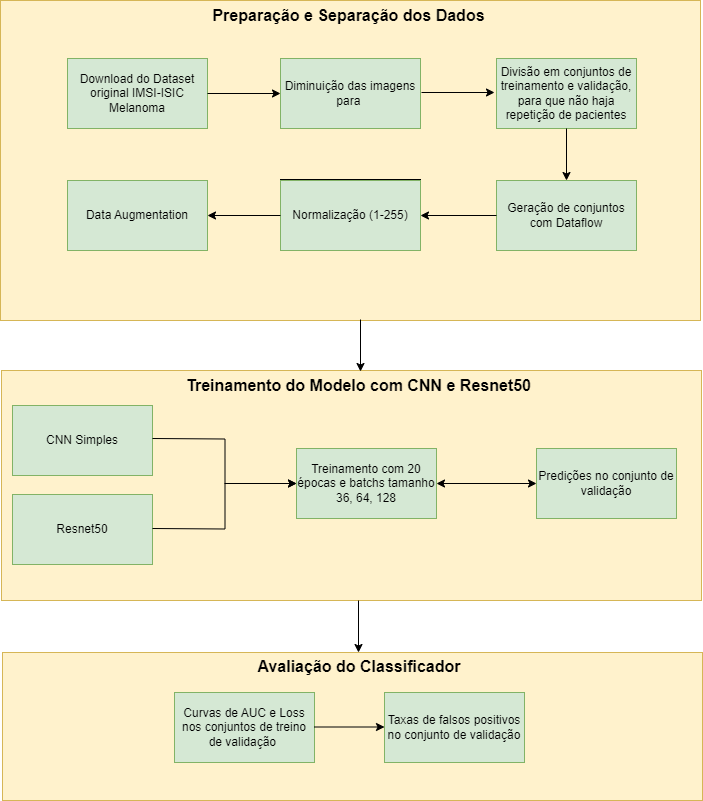 Preparação e Separação dos Dados
Download do Dataset
original IMSI-ISIC
Melanoma
Diminuição das imagens
para
Divisão em conjuntos de
treinamento e validação,
para que não haja
repetição de pacientes
Data Augmentation
Normalização (1-255)
Geração de conjuntos
com Dataflow
Treinamento do Modelo com CNN e Resnet50
CNN Simples
Resnet50
Treinamento com 20
épocas e batchs tamanho
36, 64, 128
Predições no conjunto de
validação
Avaliação do Classificador
Curvas de AUC e Loss
nos conjuntos de treino
de validação
Taxas de falsos positivos
no conjunto de validação